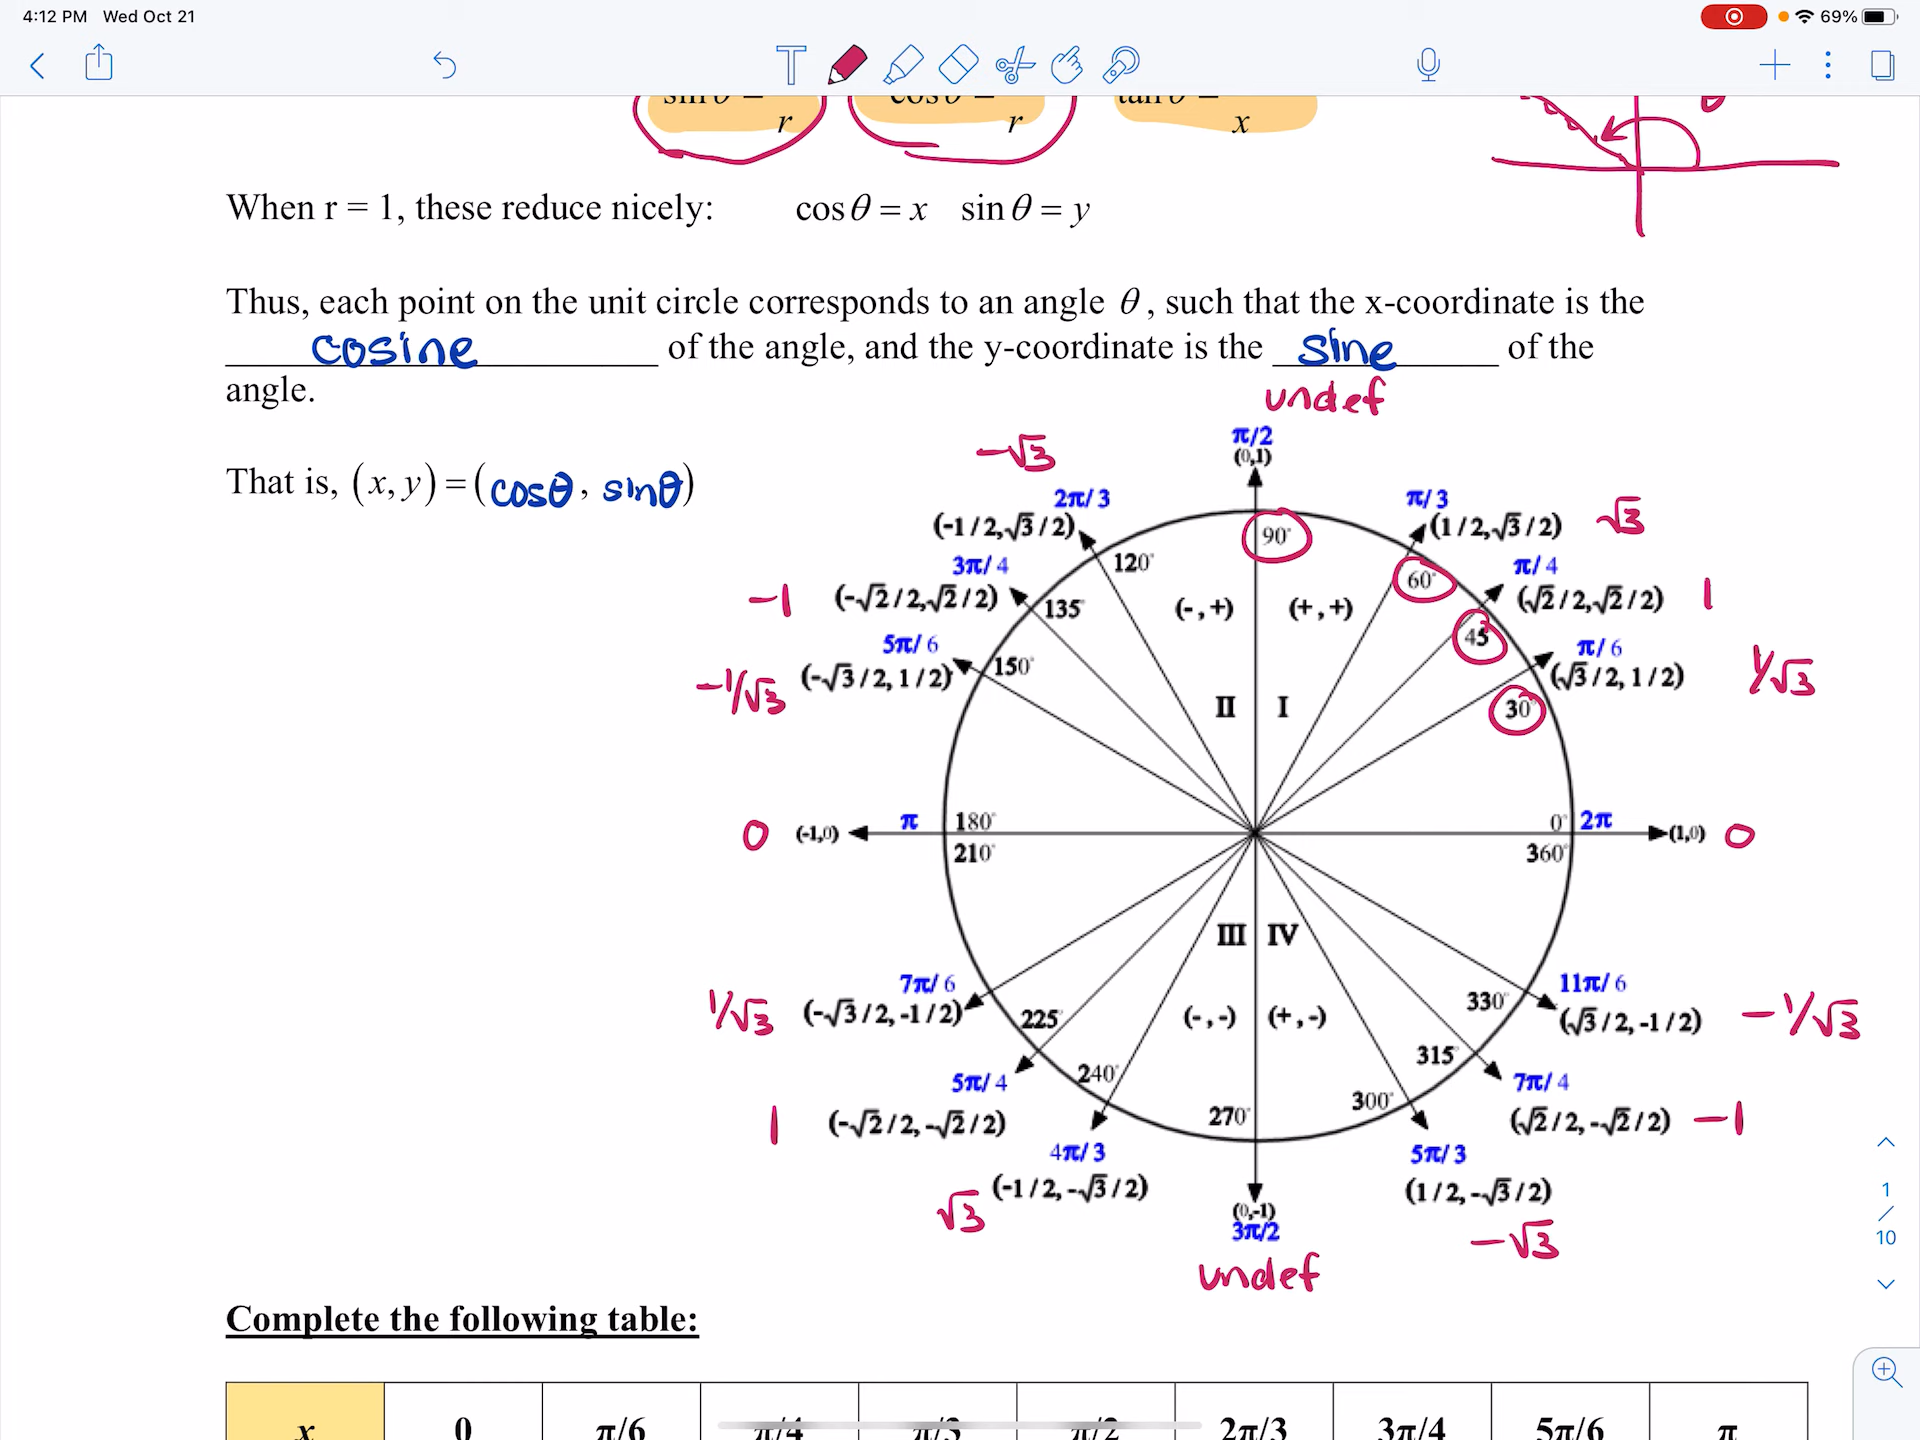 4:12 PM Wed Oct 21
69%
T
r r x
θ
When r = 1, these reduce nicely: cos θ = x sin θ = y
Thus, each point on the unit circle corresponds to an angle θ, such that the x-coordinate is the
cosine of the angle, and the y-coordinate is the sine of the
angle.
undef
That is, (x, y) = (cosθ, sinθ)
π/2
(0,1)
-√3
2π/3
(-1/2,√3/2)
π/3
(1/2,√3/2)
√3
90°
120°
60°
3π/4
-1 (-√2/2,√2/2)
135°
π/4
(√2/2,√2/2) 1
45°
(-,+) (+,+)
5π/6
-1/√3 (-√3/2, 1/2)
150°
π/6
(√3/2, 1/2) 1/√3
30°
II I
0 (-1,0) π 180°
210°
0° 2π (1,0) 0
360°
III IV
(-,-) (+,-)
7π/6
1/√3 (-√3/2, -1/2)
225°
330°
11π/6
(√3/2, -1/2) -1/√3
5π/4
1 (-√2/2, -√2/2)
240°
315°
7π/4
(√2/2, -√2/2) -1
270°
300°
4π/3
(-1/2, -√3/2)
√3
5π/3
(1/2, -√3/2)
-√3
(0,-1)
3π/2
undef
1
/
10
Complete the following table:
x 0 π/6 π/4 π/3 π/2 2π/3 3π/4 5π/6 π